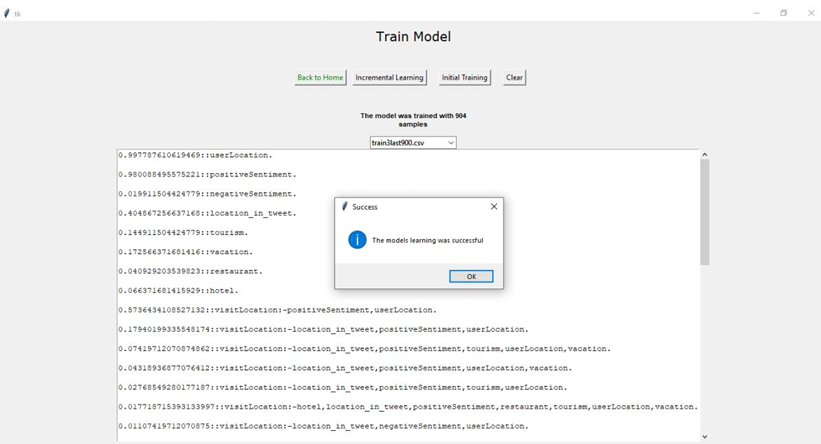 tk
Train Model
Back to Home Incremental Learning Initial Training Clear
The model was trained with 904
samples
train3last900.csv
0.997787610619469::userLocation.
0.980088495575221::positiveSentiment.
0.019911504424779::negativeSentiment.
0.404867256637168::location_in_tweet.
0.144911504424779::tourism.
0.172566371681416::vacation.
0.040929203539823::restaurant.
0.066371681415929::hotel.
0.5736434108527132::visitLocation:-positiveSentiment,userLocation.
0.17940199335548174::visitLocation:-location_in_tweet,positiveSentiment,userLocation.
0.07419712070874862::visitLocation:-location_in_tweet,positiveSentiment,tourism,userLocation,vacation.
0.04318936877076412::visitLocation:-location_in_tweet,positiveSentiment,userLocation,vacation.
0.02768549280177187::visitLocation:-location_in_tweet,positiveSentiment,tourism,userLocation.
0.017718715393133997::visitLocation:-hotel,location_in_tweet,positiveSentiment,restaurant,tourism,userLocation,vacation.
0.01107419712070875::visitLocation:-location_in_tweet,negativeSentiment,userLocation.
Success
The models learning was successful
OK